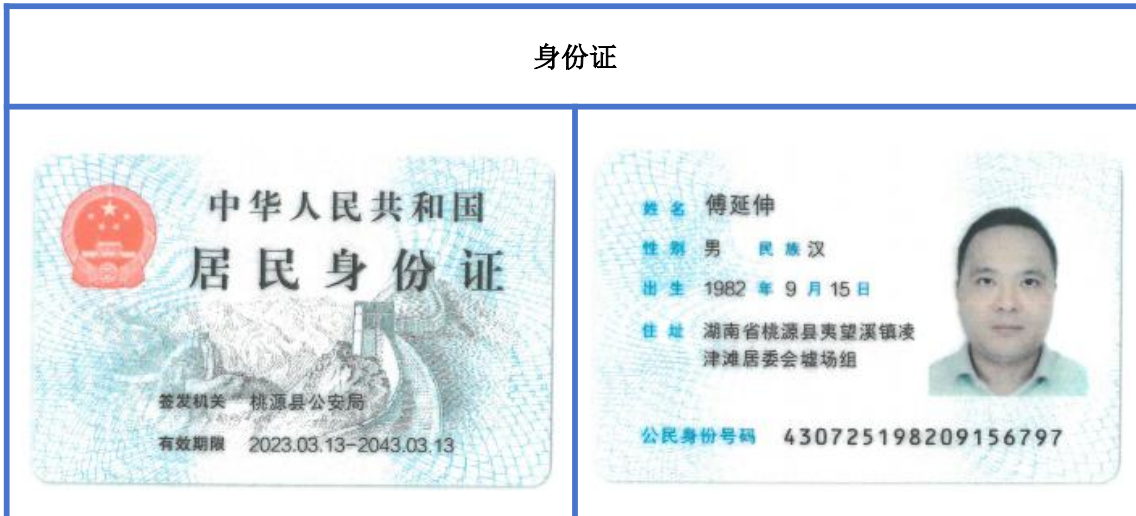 身份证
中华人民共和国
居民身份证
签发机关 桃源县公安局
有效期限 2023.03.13-2043.03.13
姓名 傅延伸
性别 男 民族 汉
出生 1982 年 9 月 15 日
住址 湖南省桃源县夷望溪镇凌
津滩居委会墟场组
公民身份号码 430725198209156797